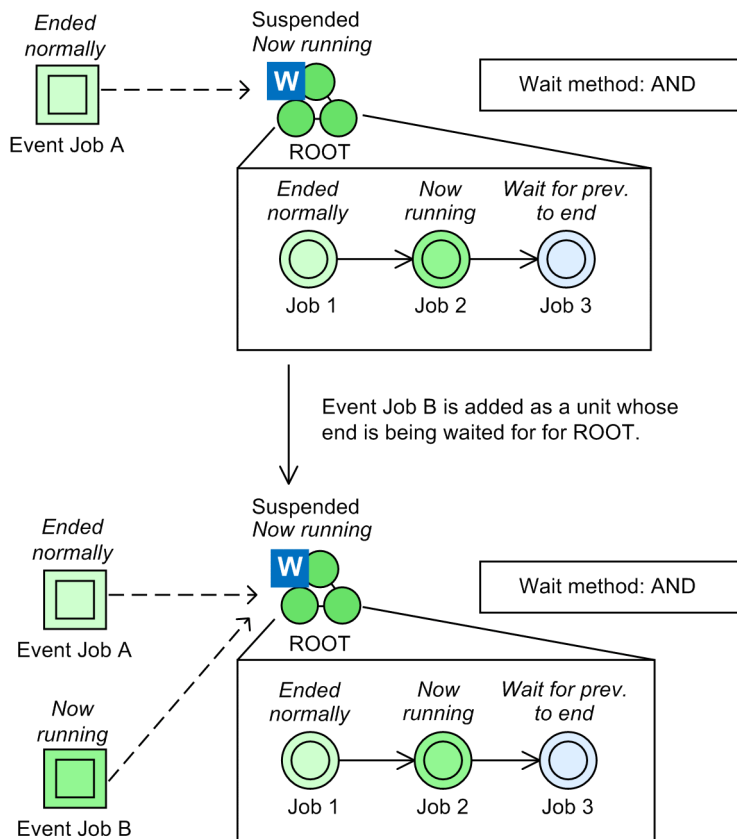 Ended
normally
Event Job A
Suspended
Now running
W
ROOT
Wait method: AND
Ended
normally
Now
running
Wait for prev.
to end
Job 1
Job 2
Job 3
Event Job B is added as a unit whose
end is being waited for for ROOT.
Ended
normally
Event Job A
Suspended
Now running
W
ROOT
Wait method: AND
Now
running
Event Job B
Ended
normally
Now
running
Wait for prev.
to end
Job 1
Job 2
Job 3